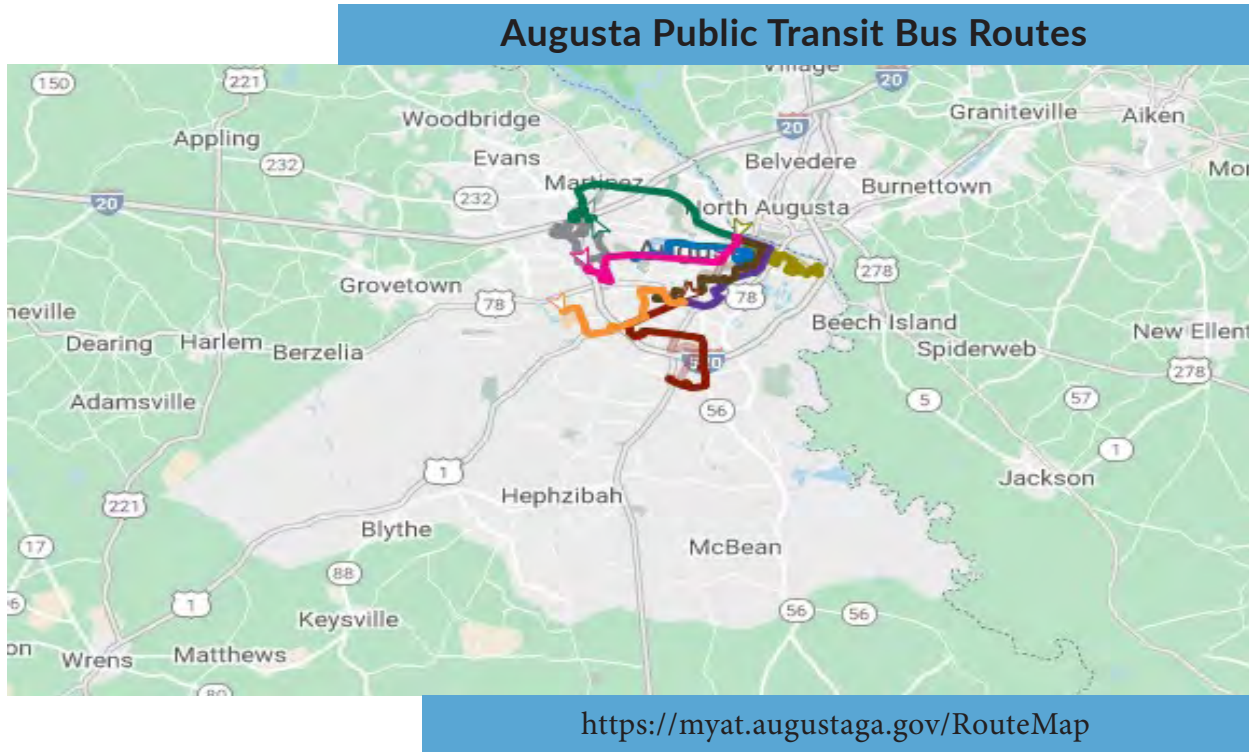 Augusta Public Transit Bus Routes
Village
150
221
20
20
Graniteville
Aiken
Woodbridge
Appling
232
Evans
Belvedere
Martinez
Burnettown
232
20
North Augusta
Grovetown
278
78
78
Beech Island
New Ellent
Dearing
Harlem
Berzelia
Spiderweb
520
278
Adamsville
56
5
57
1
1
Jackson
Hephzibah
221
Blythe
McBean
17
88
1
56
56
Keysville
Wrens
Matthews
80
https://myat.augustaga.gov/RouteMap